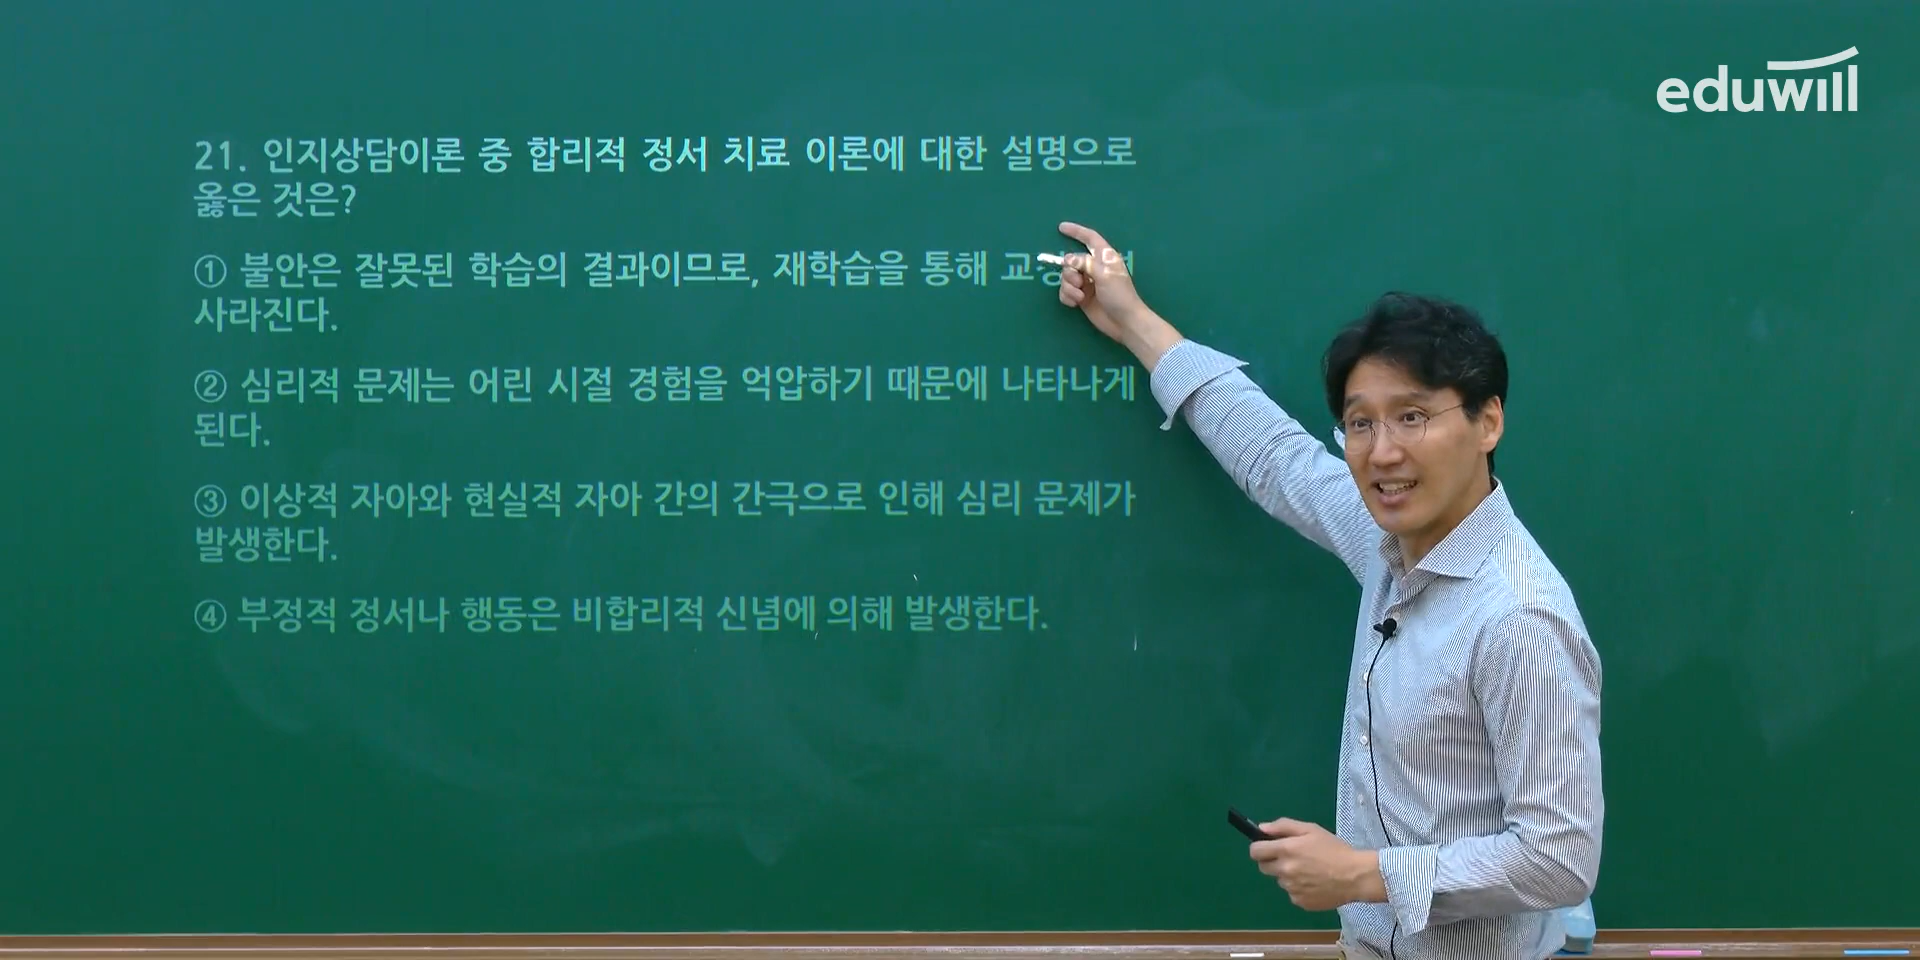 eduwill
21. 인지상담이론 중 합리적 정서 치료 이론에 대한 설명으로
옳은 것은?
① 불안은 잘못된 학습의 결과이므로, 재학습을 통해
사라진다.
② 심리적 문제는 어린 시절 경험을 억압하기 때문에 나타나게
된다.
③ 이상적 자아와 현실적 자아 간의 간극으로 인해 심리 문제가
발생한다.
④ 부정적 정서나 행동은 비합리적 신념에 의해 발생한다.